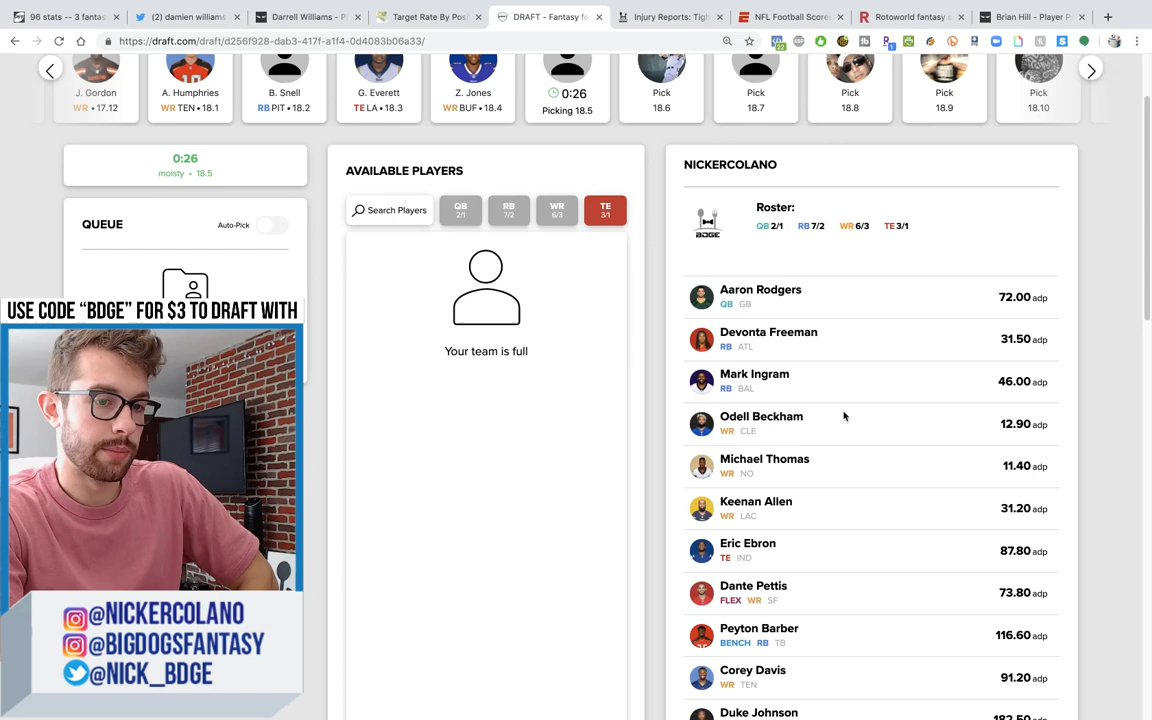 96 stats -- 3 fantas
(2) damien williams
Darrell Williams - Pl
Target Rate By Posi
DRAFT - Fantasy fo
Injury Reports: Tigh
NFL Football Scores
Rotoworld fantasy s
Brian Hill - Player P
https://draft.com/draft/d256f928-dab3-417f-a1f4-0d4083b06a33/
J. Gordon
WR • 17.12
A. Humphries
WR TEN • 18.1
B. Snell
RB PIT • 18.2
G. Everett
TE LA • 18.3
Z. Jones
WR BUF • 18.4
0:26
Picking 18.5
Pick
18.6
Pick
18.7
Pick
18.8
Pick
18.9
Pick
18.10
0:26
moisty • 18.5
QUEUE
Auto-Pick
AVAILABLE PLAYERS
Search Players
QB
2/1
RB
7/2
WR
6/3
TE
3/1
Your team is full
NICKERCOLANO
BDGE
Roster:
QB 2/1 RB 7/2 WR 6/3 TE 3/1
Aaron Rodgers
QB GB
72.00 adp
Devonta Freeman
RB ATL
31.50 adp
Mark Ingram
RB BAL
46.00 adp
Odell Beckham
WR CLE
12.90 adp
Michael Thomas
WR NO
11.40 adp
Keenan Allen
WR LAC
31.20 adp
Eric Ebron
TE IND
87.80 adp
Dante Pettis
FLEX WR SF
73.80 adp
Peyton Barber
BENCH RB TB
116.60 adp
Corey Davis
WR TEN
91.20 adp
Duke Johnson
182.50 adp
USE CODE “BDGE” FOR $3 TO DRAFT WITH
@NICKERCOLANO
@BIGDOGSFANTASY
@NICK_BDGE